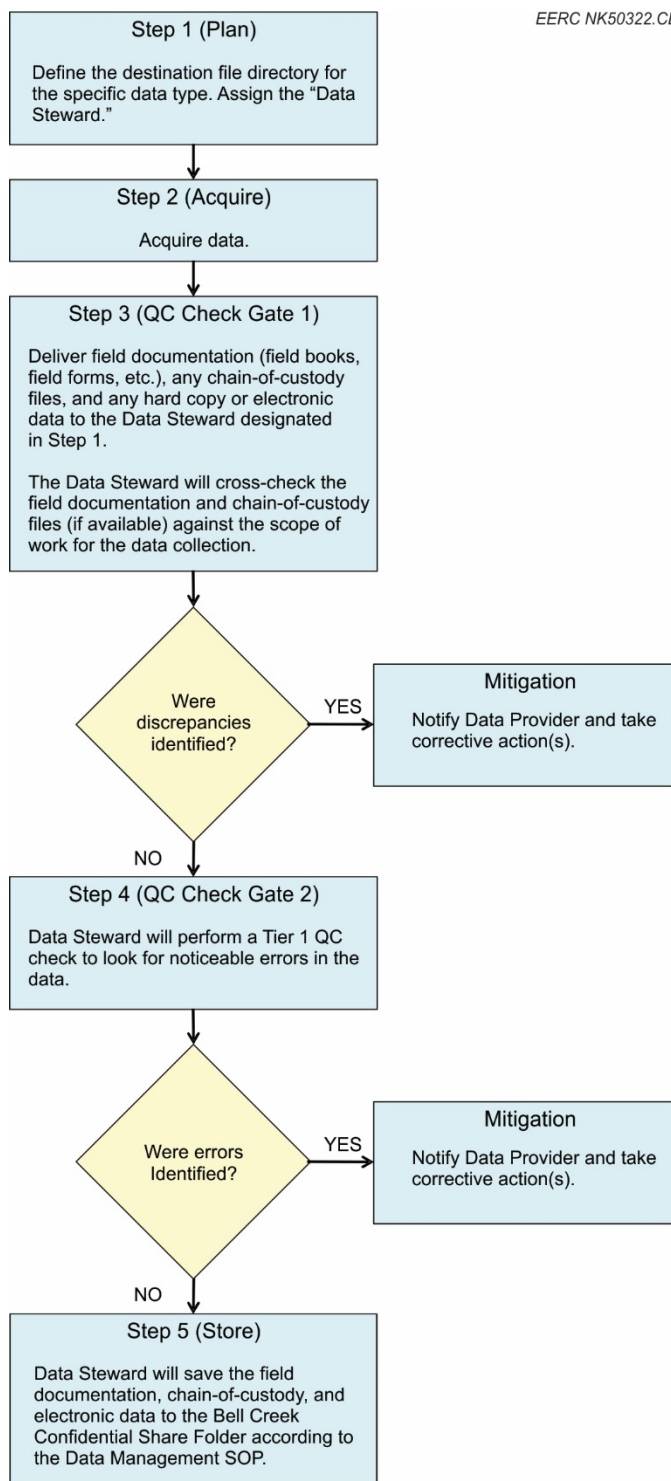 EERC NK50322.CD
Step 1 (Plan)
Define the destination file directory for
the specific data type. Assign the “Data
Steward.”
Step 2 (Acquire)
Acquire data.
Step 3 (QC Check Gate 1)
Deliver field documentation (field books,
field forms, etc.), any chain-of-custody
files, and any hard copy or electronic
data to the Data Steward designated
in Step 1.
The Data Steward will cross-check the
field documentation and chain-of-custody
files (if available) against the scope of
work for the data collection.
Were
discrepancies
identified?
YES
Mitigation
Notify Data Provider and take
corrective action(s).
NO
Step 4 (QC Check Gate 2)
Data Steward will perform a Tier 1 QC
check to look for noticeable errors in the
data.
Were errors
Identified?
YES
Mitigation
Notify Data Provider and take
corrective action(s).
NO
Step 5 (Store)
Data Steward will save the field
documentation, chain-of-custody, and
electronic data to the Bell Creek
Confidential Share Folder according to
the Data Management SOP.